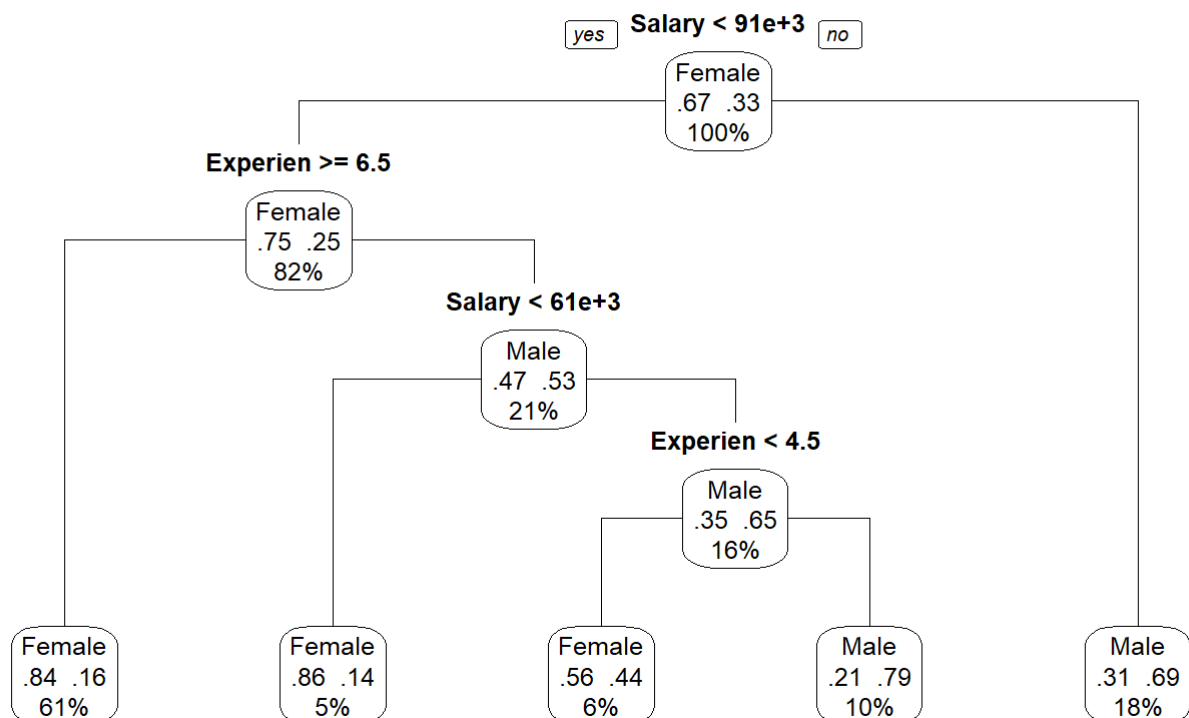 yes Salary < 91e+3 no
Female
.67 .33
100%
Experien >= 6.5
Female
.75 .25
82%
Salary < 61e+3
Male
.47 .53
21%
Experien < 4.5
Male
.35 .65
16%
Female
.84 .16
61%
Female
.86 .14
5%
Female
.56 .44
6%
Male
.21 .79
10%
Male
.31 .69
18%